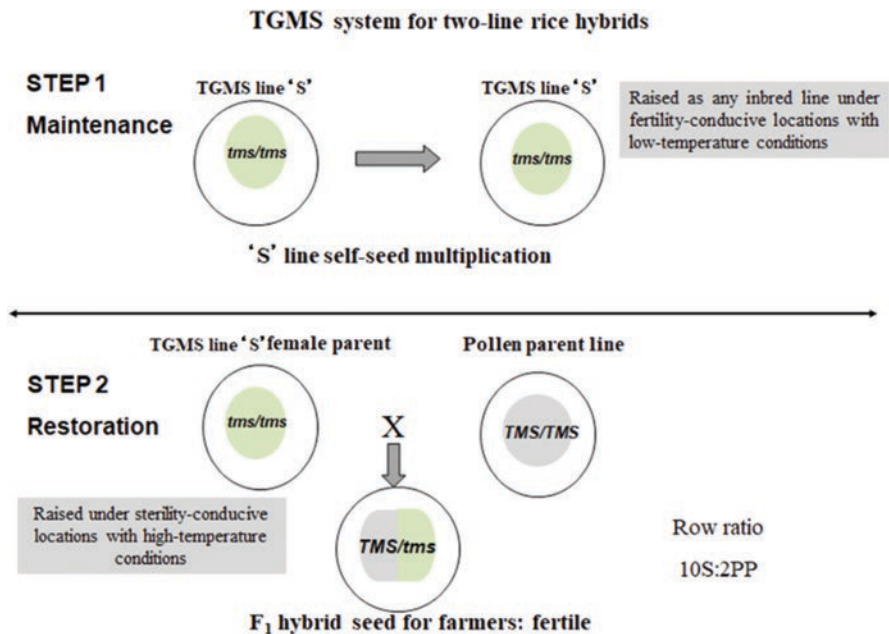 TGMS system for two-line rice hybrids
STEP 1
Maintenance
TGMS line ‘S’
TGMS line ‘S’
tms/tms
tms/tms
Raised as any inbred line under
fertility-conducive locations with
low-temperature conditions
‘S’ line self-seed multiplication
TGMS line ‘S’ female parent
Pollen parent line
STEP 2
Restoration
tms/tms
X
TMS/TMS
Raised under sterility-conducive
locations with high-temperature
conditions
TMS/tms
Row ratio
10S:2PP
F₁ hybrid seed for farmers: fertile